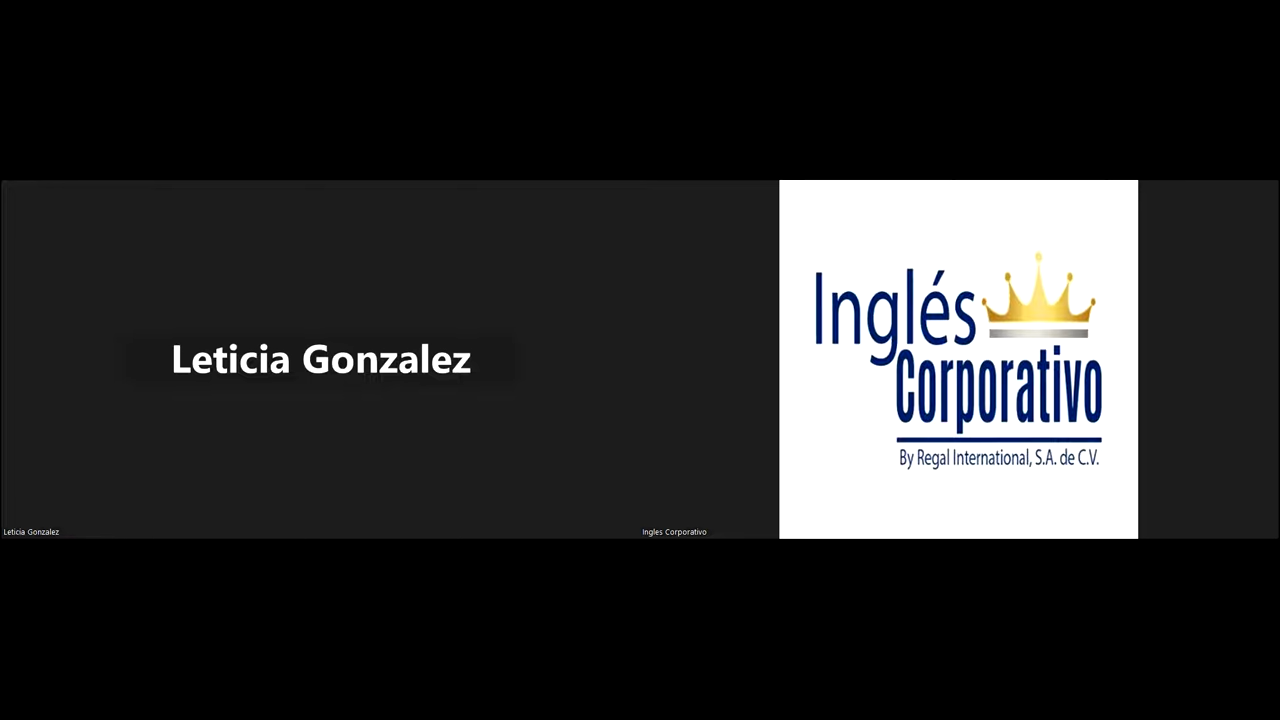 Leticia Gonzalez
Inglés
Corporativo
By Regal International, S.A. de C.V.
Leticia Gonzalez
Ingles Corporativo